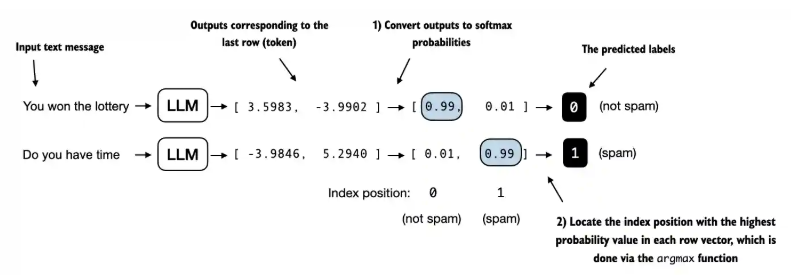 Outputs corresponding to the
last row (token)
1) Convert outputs to softmax
probabilities
Input text message
The predicted labels
You won the lottery LLM [ 3.5983, -3.9902 ] [ 0.99, 0.01 ] 0 (not spam)
Do you have time LLM [ -3.9846, 5.2940 ] [ 0.01, 0.99 ] 1 (spam)
Index position: 0 1
(not spam) (spam)
2) Locate the index position with the highest
probability value in each row vector, which is
done via the argmax function